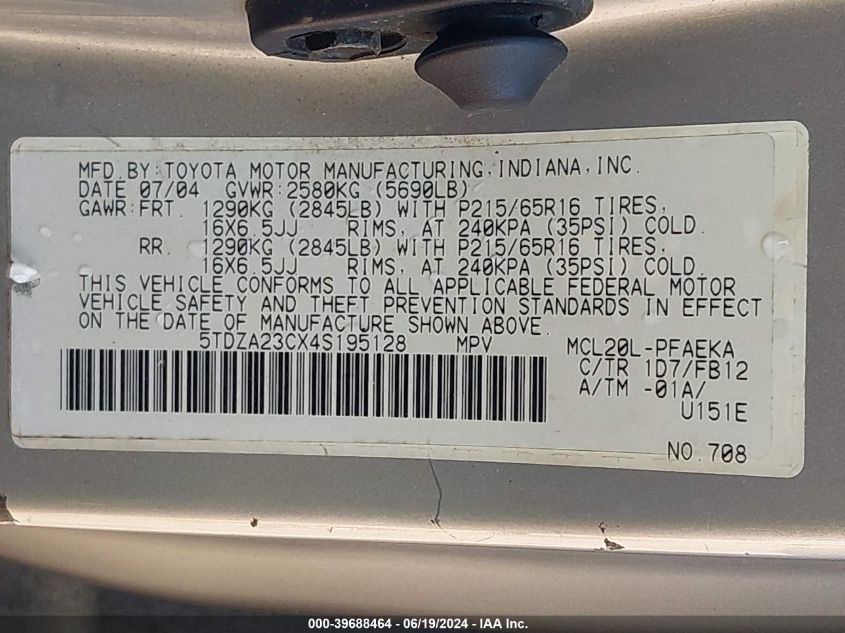 MFD.BY:TOYOTA MOTOR MANUFACTURING,INDIANA,INC.
DATE 07/04 GVWR:2580KG (5690LB)
GAWR:FRT. 1290KG (2845LB) WITH P215/65R16 TIRES,
16X6.5JJ RIMS, AT 240KPA (35PSI) COLD.
RR. 1290KG (2845LB) WITH P215/65R16 TIRES,
16X6.5JJ RIMS, AT 240KPA (35PSI) COLD.
THIS VEHICLE CONFORMS TO ALL APPLICABLE FEDERAL MOTOR
VEHICLE SAFETY AND THEFT PREVENTION STANDARDS IN EFFECT
ON THE DATE OF MANUFACTURE SHOWN ABOVE.
5TDZA23CX4S195128 MPV MCL20L-PFAEKA
C/TR 1D7/FB12
A/TM -01A/
U151E
NO.708
000-39688464 - 06/19/2024 - IAA Inc.